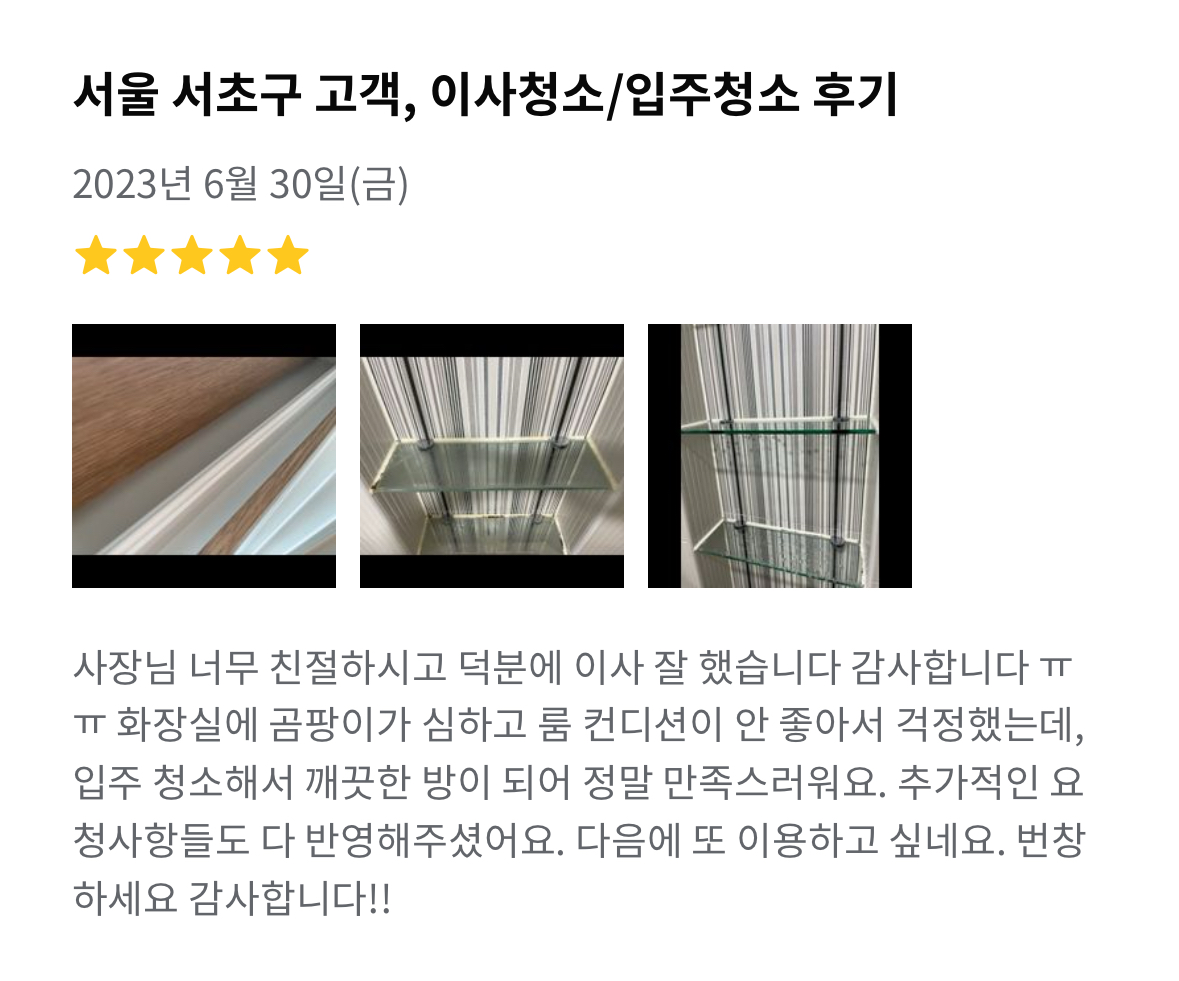 서울 서초구 고객, 이사청소/입주청소 후기
2023년 6월 30일(금)
사장님 너무 친절하시고 덕분에 이사 잘 했습니다 감사합니다 ㅠ
ㅠ 화장실에 곰팡이가 심하고 룸 컨디션이 안 좋아서 걱정했는데,
입주 청소해서 깨끗한 방이 되어 정말 만족스러워요. 추가적인 요
청사항들도 다 반영해주셨어요. 다음에 또 이용하고 싶네요. 번창
하세요 감사합니다!!